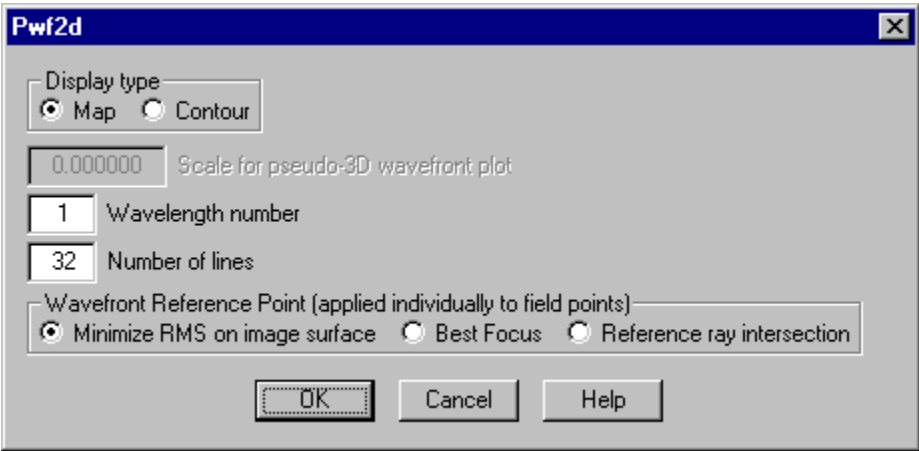 Pwf2d
Display type
Map Contour
0.000000 Scale for pseudo-3D wavefront plot
1 Wavelength number
32 Number of lines
Wavefront Reference Point (applied individually to field points)
Minimize RMS on image surface Best Focus Reference ray intersection
OK Cancel Help